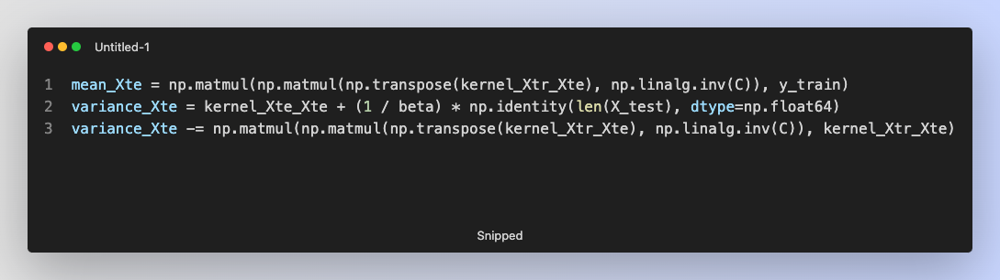 Untitled-1
1 mean_Xte = np.matmul(np.matmul(np.transpose(kernel_Xtr_Xte), np.linalg.inv(C)), y_train)
2 variance_Xte = kernel_Xte_Xte + (1 / beta) * np.identity(len(X_test), dtype=np.float64)
3 variance_Xte -= np.matmul(np.matmul(np.transpose(kernel_Xtr_Xte), np.linalg.inv(C)), kernel_Xtr_Xte)
Snipped